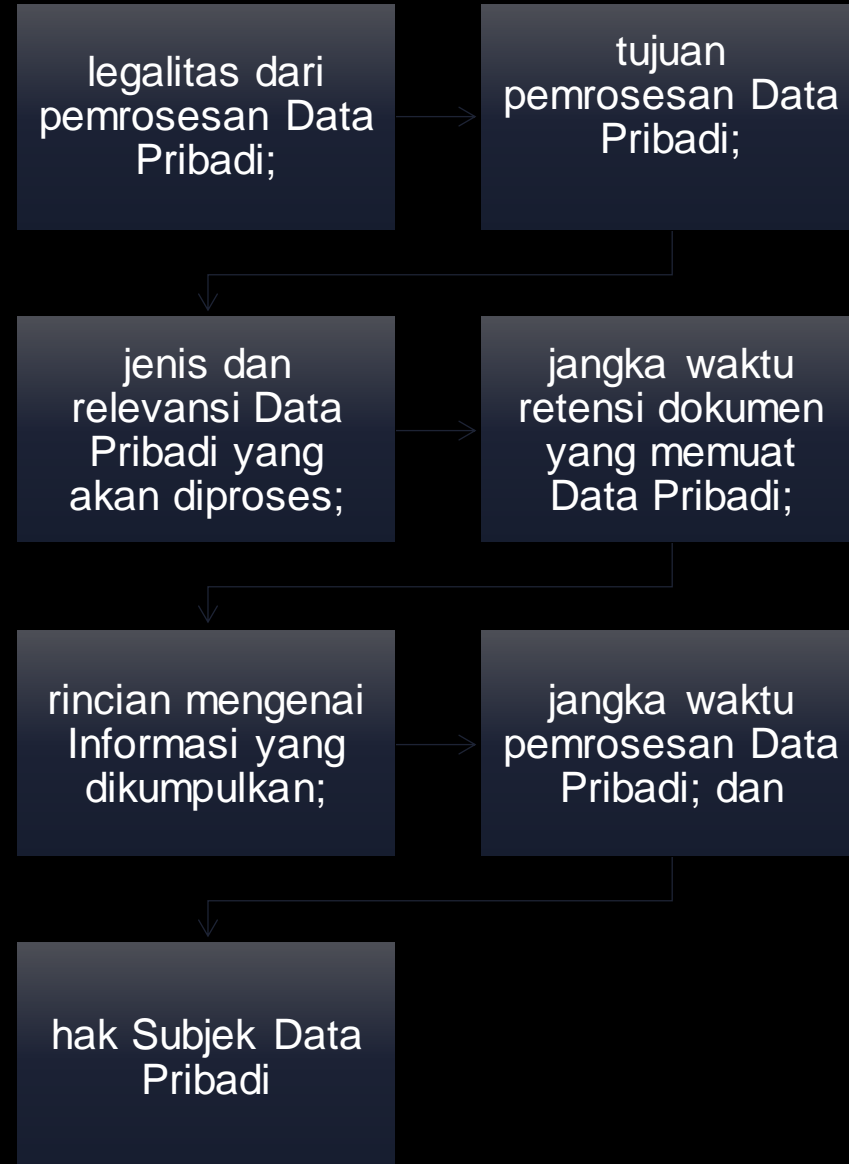 legalitas dari
pemrosesan Data
Pribadi;
tujuan
pemrosesan Data
Pribadi;
jenis dan
relevansi Data
Pribadi yang
akan diproses;
jangka waktu
retensi dokumen
yang memuat
Data Pribadi;
rincian mengenai
Informasi yang
dikumpulkan;
jangka waktu
pemrosesan Data
Pribadi; dan
hak Subjek Data
Pribadi